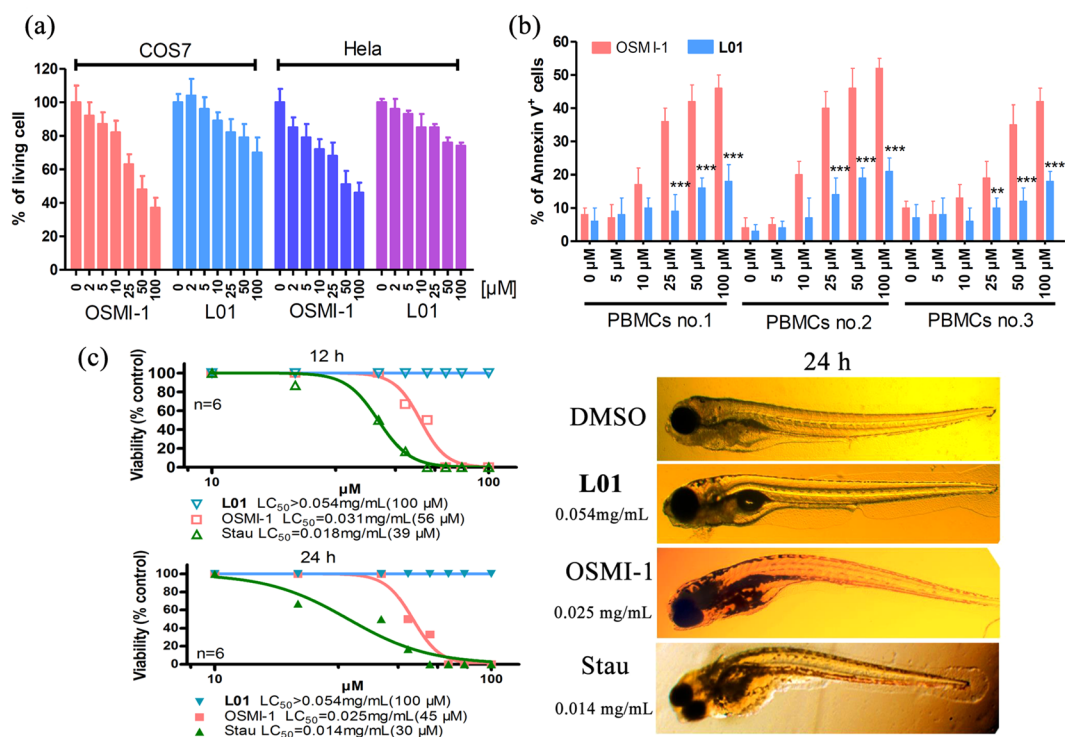 (a)
COS7
Hela
% of living cell
120
100
80
60
40
20
0
0 2 5 10 25 50 100 0 2 5 10 25 50 100 0 2 5 10 25 50 100 0 2 5 10 25 50 100 [µM]
OSMI-1 L01 OSMI-1 L01
(b)
OSMI-1 L01
% of Annexin V+ cells
60
50
40
30
20
10
0
*** *** *** *** *** *** ** *** ***
0 µM 5 µM 10 µM 25 µM 50 µM 100 µM 0 µM 5 µM 10 µM 25 µM 50 µM 100 µM 0 µM 5 µM 10 µM 25 µM 50 µM 100 µM
PBMCs no.1 PBMCs no.2 PBMCs no.3
(c)
12 h
Viability (% control)
100
80
60
40
20
0
n=6
10 100
µM
L01 LC50>0.054mg/mL(100 µM)
OSMI-1 LC50=0.031mg/mL(56 µM)
Stau LC50=0.018mg/mL(39 µM)
24 h
Viability (% control)
100
80
60
40
20
0
n=6
10 100
µM
L01 LC50>0.054mg/mL(100 µM)
OSMI-1 LC50=0.025mg/mL(45 µM)
Stau LC50=0.014mg/mL(30 µM)
24 h
DMSO
L01
0.054mg/mL
OSMI-1
0.025 mg/mL
Stau
0.014 mg/mL